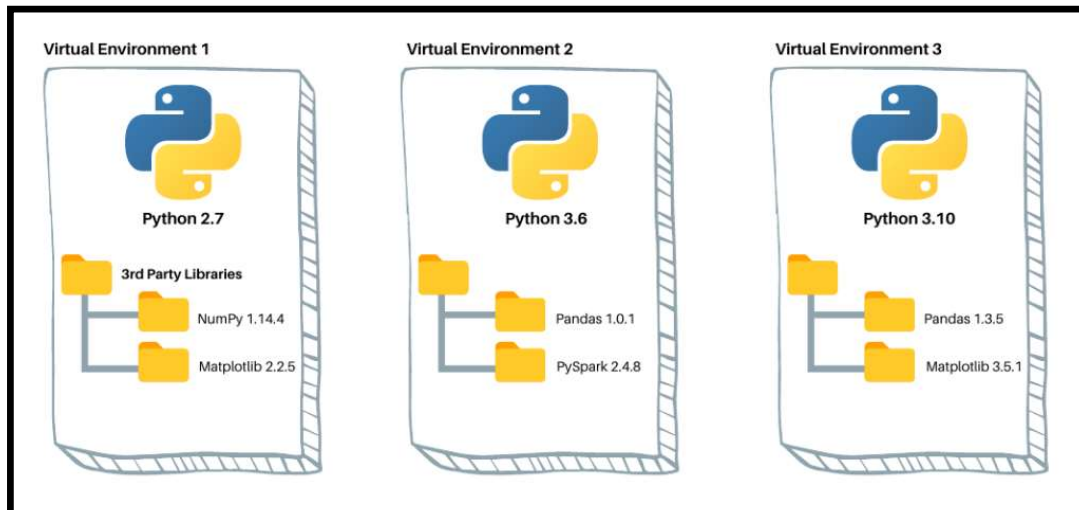 Virtual Environment 1
Python 2.7
3rd Party Libraries
NumPy 1.14.4
Matplotlib 2.2.5
Virtual Environment 2
Python 3.6
Pandas 1.0.1
PySpark 2.4.8
Virtual Environment 3
Python 3.10
Pandas 1.3.5
Matplotlib 3.5.1